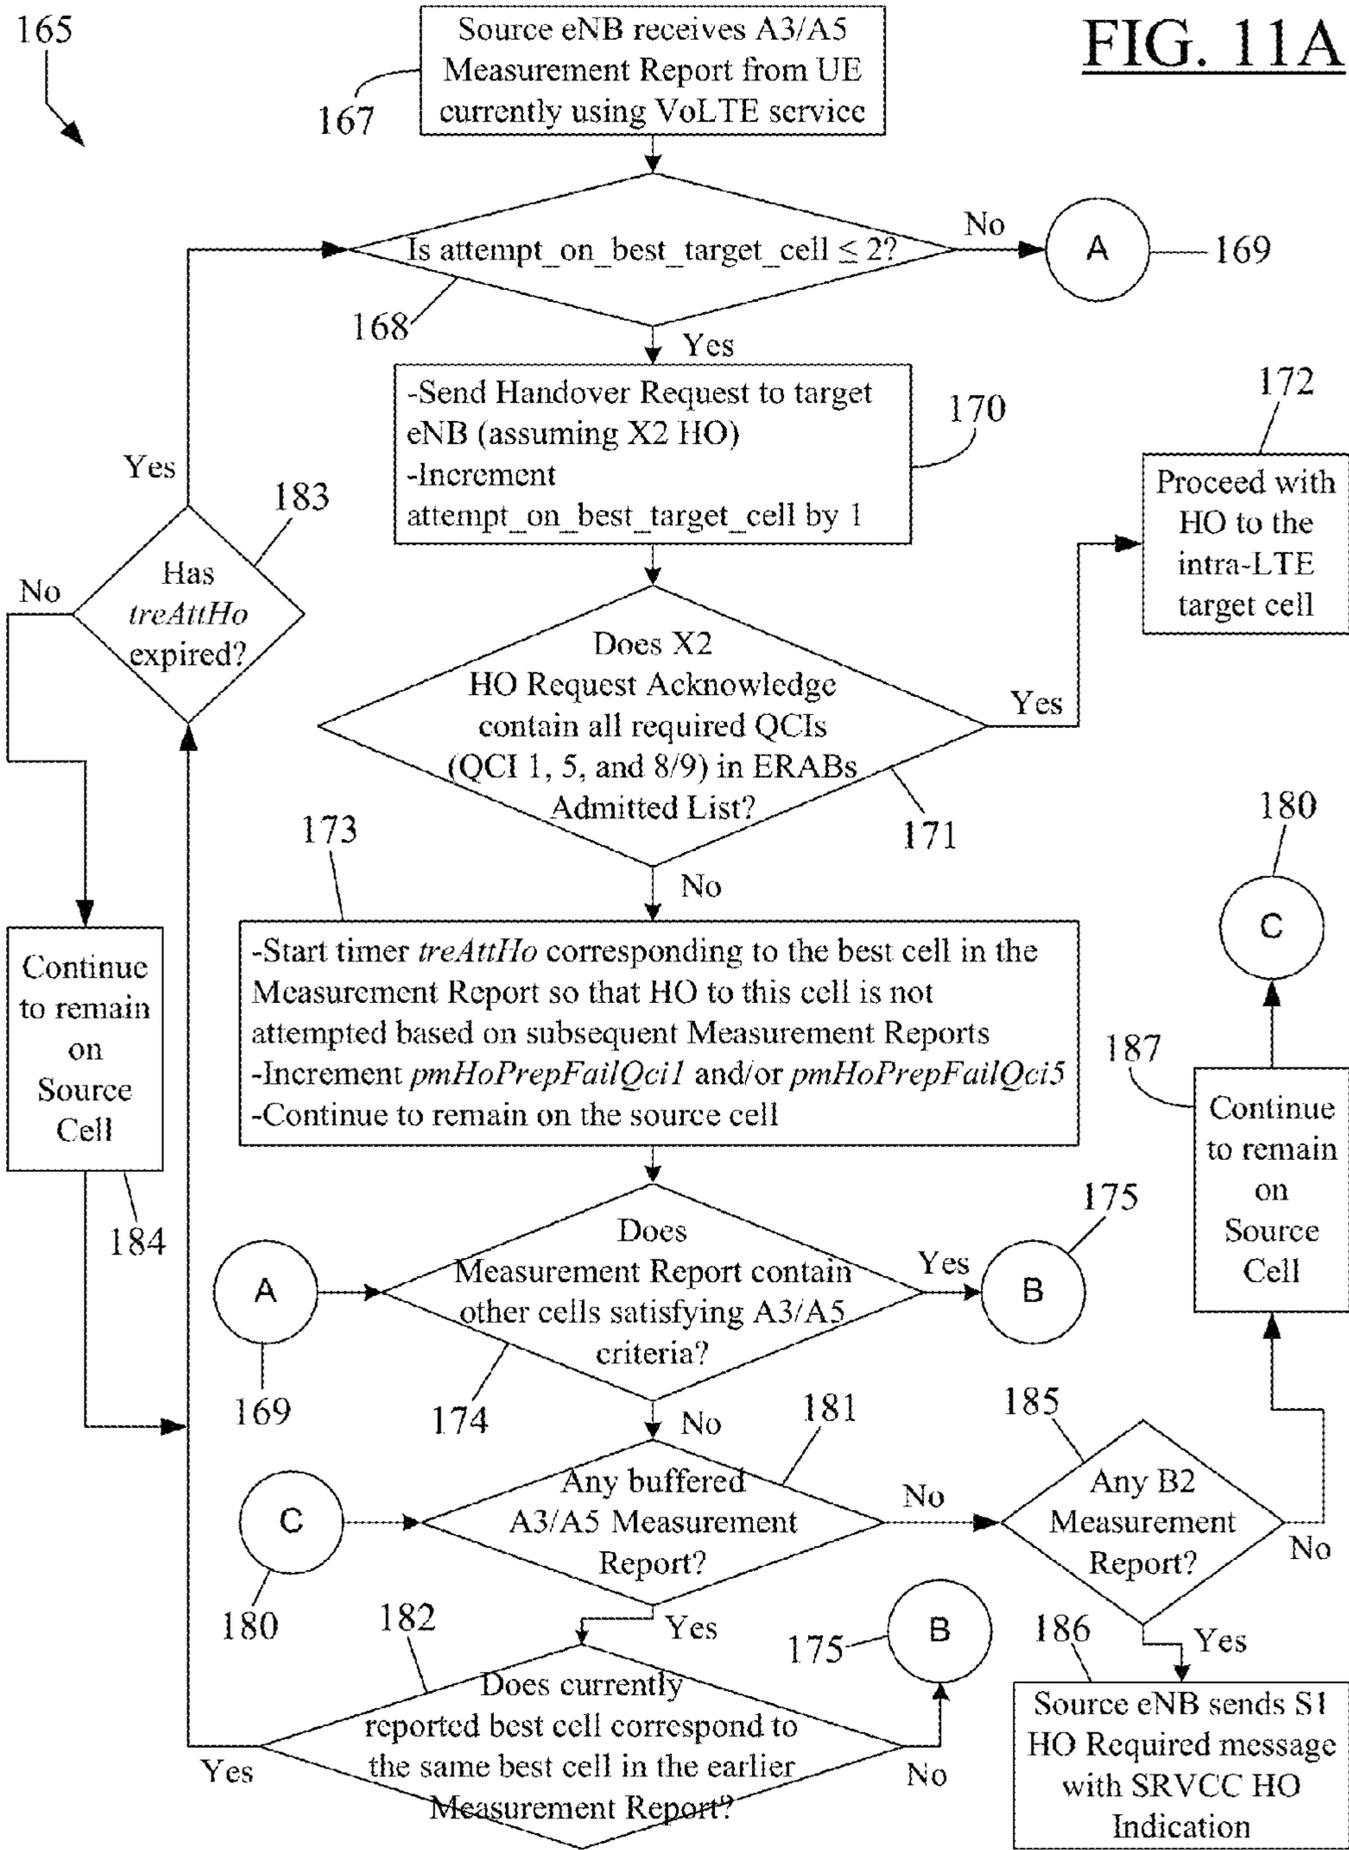 165
FIG. 11A
Source eNB receives A3/A5
Measurement Report from UE
currently using VoLTE service
167
Is attempt_on_best_target_cell ≤ 2?
No
A
169
168
Yes
-Send Handover Request to target
eNB (assuming X2 HO)
-Increment
attempt_on_best_target_cell by 1
170
172
Proceed with
HO to the
intra-LTE
target cell
Yes
183
Has
treAttHo
expired?
No
Does X2
HO Request Acknowledge
contain all required QCIs
(QCI 1, 5, and 8/9) in ERABs
Admitted List?
Yes
171
No
173
-Start timer treAttHo corresponding to the best cell in the
Measurement Report so that HO to this cell is not
attempted based on subsequent Measurement Reports
-Increment pmHoPrepFailQci1 and/or pmHoPrepFailQci5
-Continue to remain on the source cell
180
C
Continue
to remain
on
Source
Cell
184
187
Continue
to remain
on
Source
Cell
A
169
Does
Measurement Report contain
other cells satisfying A3/A5
criteria?
174
Yes
B
175
No
181
C
180
Any buffered
A3/A5 Measurement
Report?
No
185
Any B2
Measurement
Report?
No
Yes
182
Does currently
reported best cell correspond to
the same best cell in the earlier
Measurement Report?
Yes
No
175
B
Yes
186
Source eNB sends S1
HO Required message
with SRVCC HO
Indication